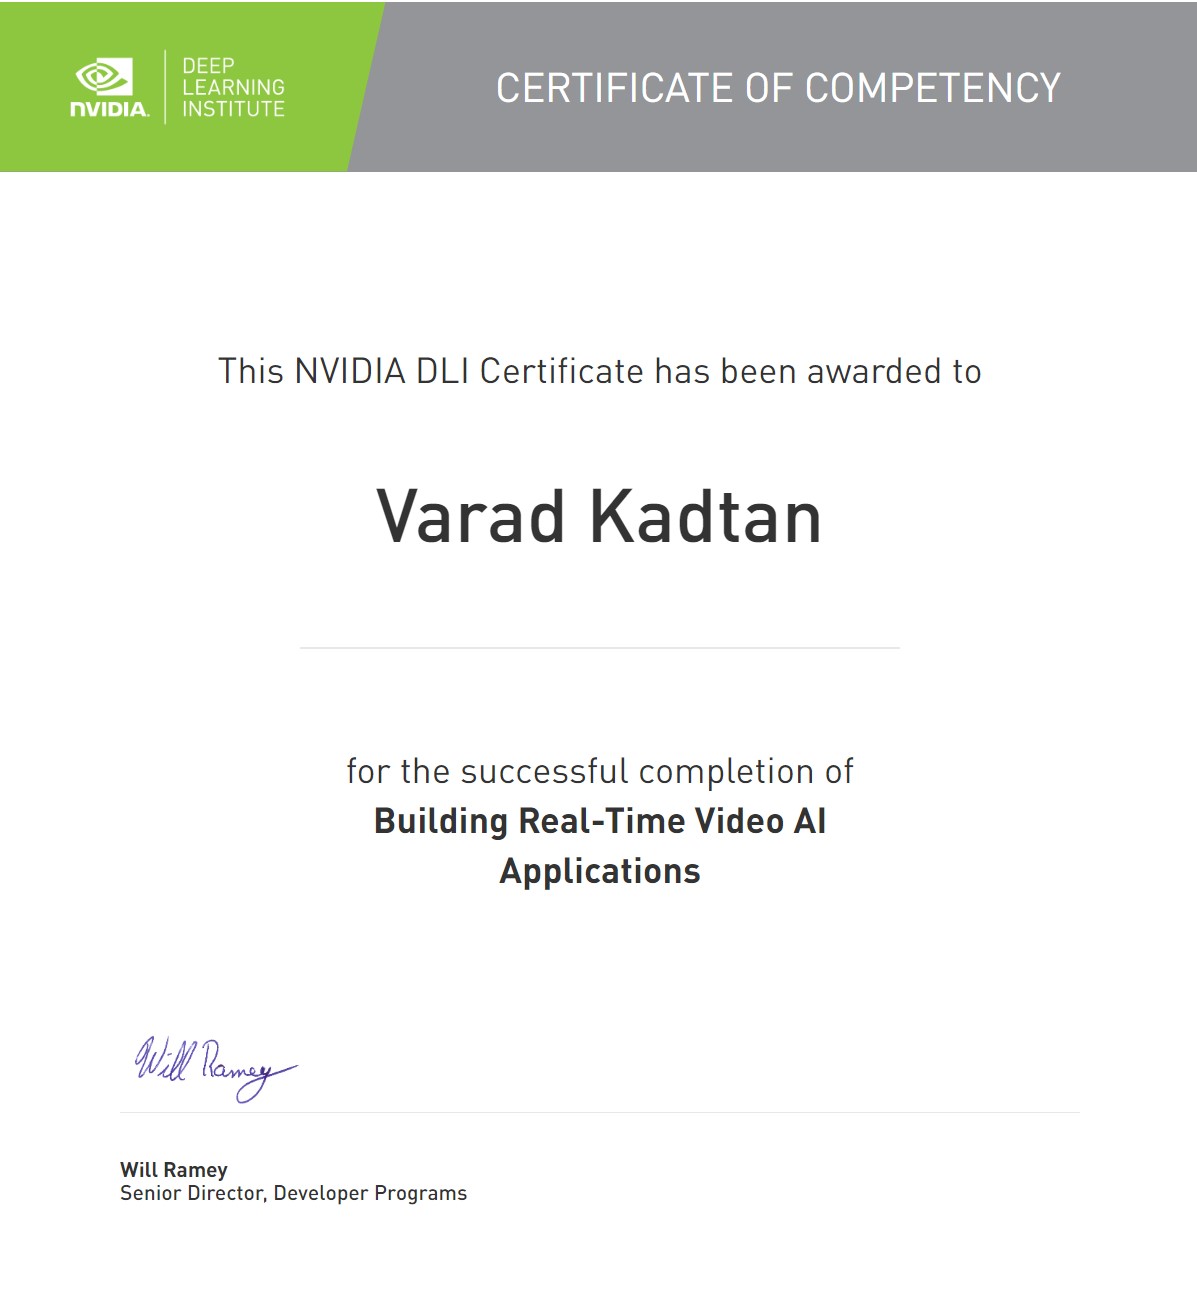 NVIDIA.
DEEP
LEARNING
INSTITUTE
CERTIFICATE OF COMPETENCY
This NVIDIA DLI Certificate has been awarded to
Varad Kadtan
for the successful completion of
Building Real-Time Video AI
Applications
Will Ramey
Will Ramey
Senior Director, Developer Programs